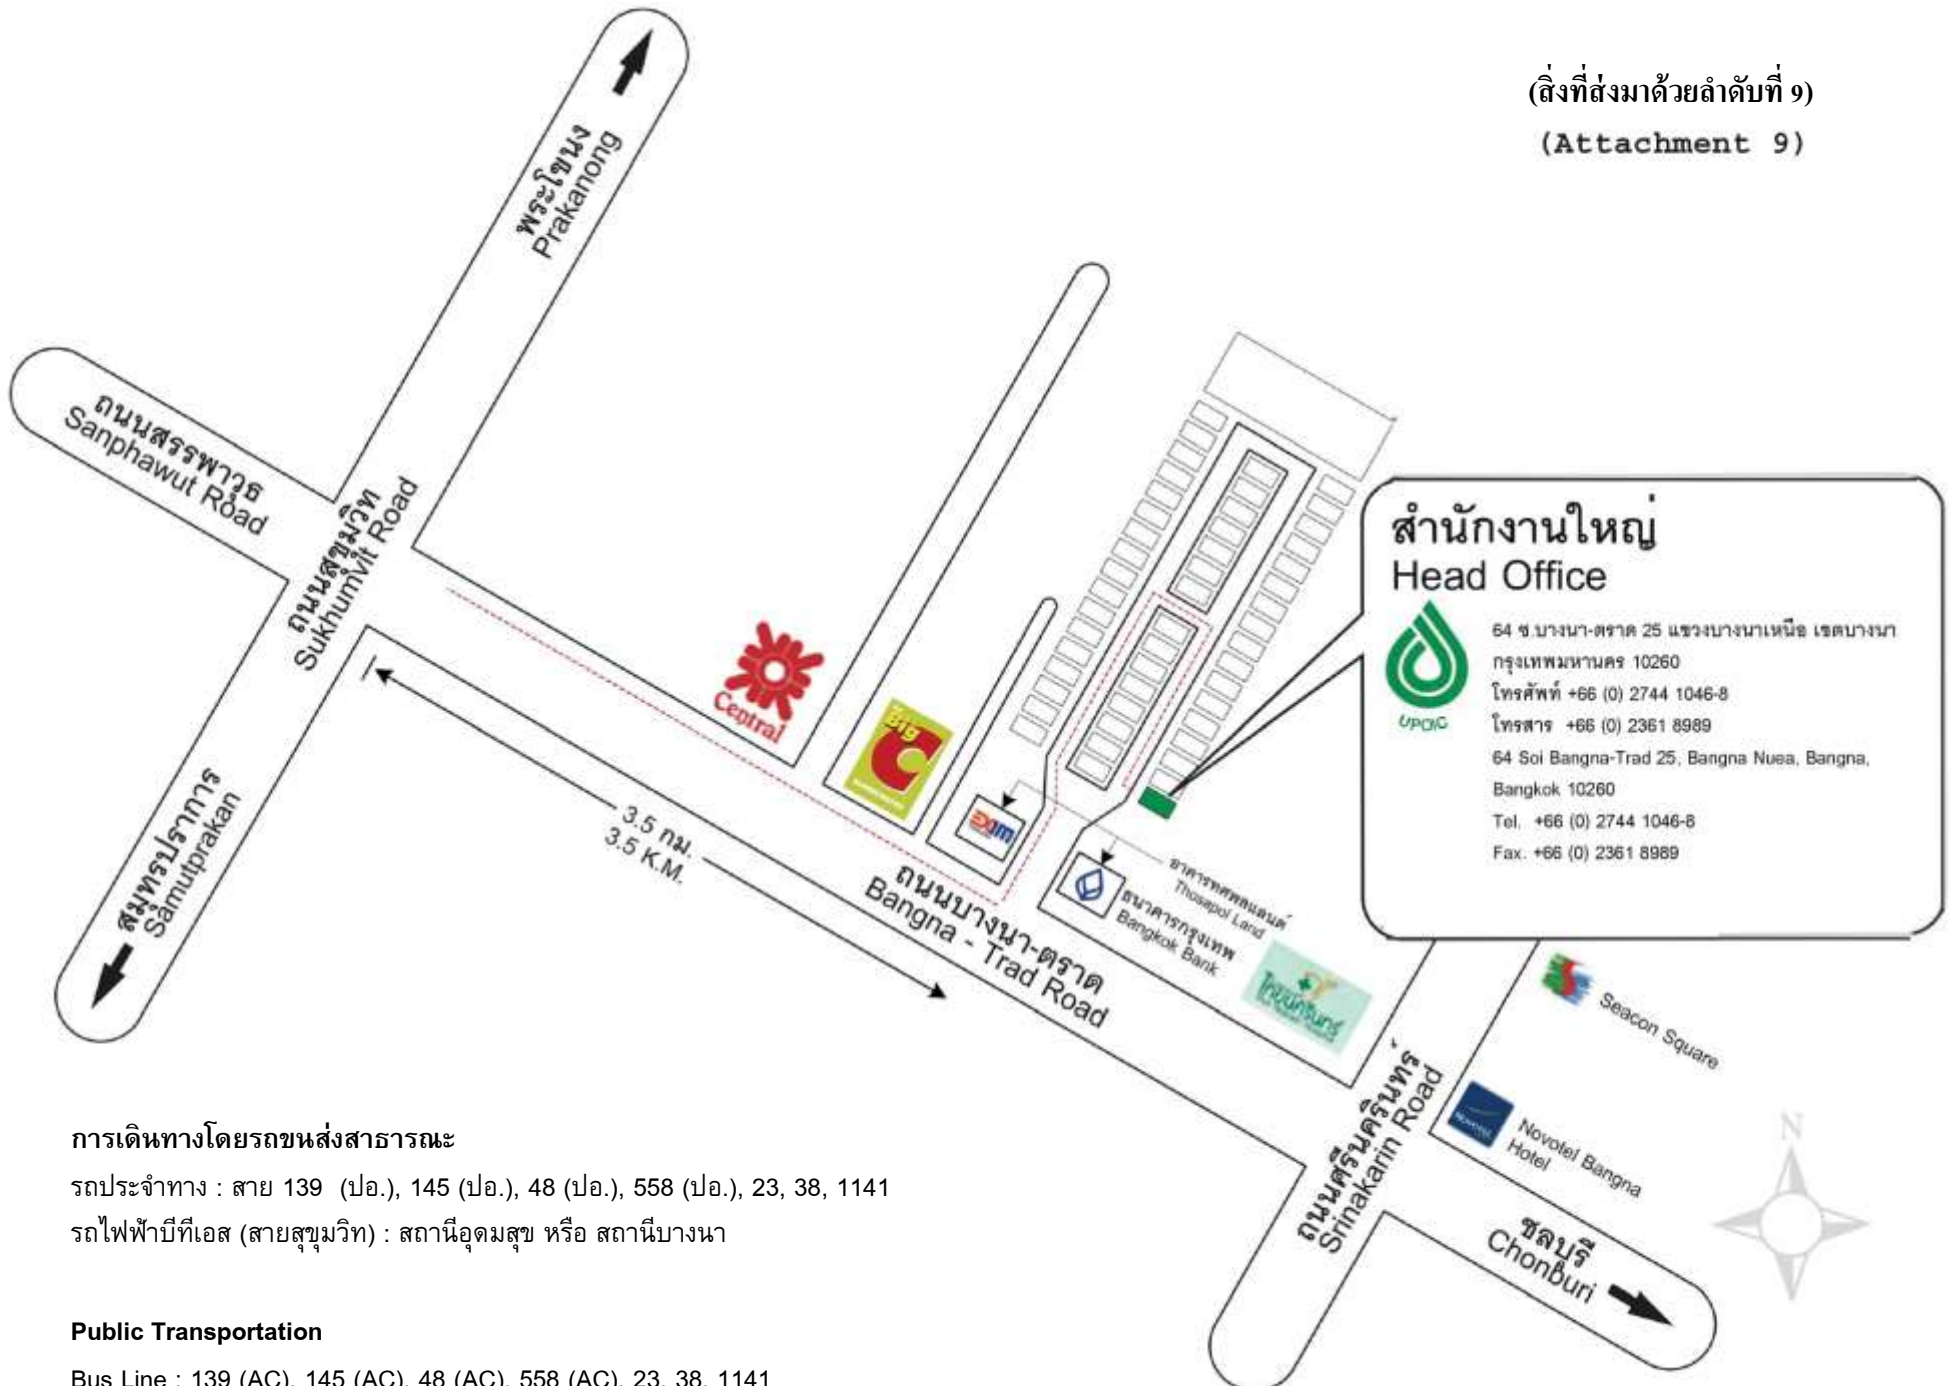 (สิ่งที่ส่งมาด้วยลำดับที่ 9)
(Attachment 9)
พระโขนง
Prakanong
ถนนสรรพาวุธ
Sanphawut Road
ถนนสุขุมวิท
Sukhumvit Road
สมุทรปราการ
Samutprakan
Central
Big
C
EXIM
3.5 กม.
3.5 K.M.
ถนนบางนา-ตราด
Bangna - Trad Road
อาคารทศพลแลนด์
Thosapol Land
ธนาคารกรุงเทพ
Bangkok Bank
ไทยนครินทร์
สำนักงานใหญ่
Head Office
UPOIC
64 ซ.บางนา-ตราด 25 แขวงบางนาเหนือ เขตบางนา
กรุงเทพมหานคร 10260
โทรศัพท์ +66 (0) 2744 1046-8
โทรสาร +66 (0) 2361 8989
64 Soi Bangna-Trad 25, Bangna Nuea, Bangna,
Bangkok 10260
Tel. +66 (0) 2744 1046-8
Fax. +66 (0) 2361 8989
Seacon Square
NOVOTEL
Novotel Bangna
Hotel
ถนนศรีนครินทร์
Srinakarin Road
ชลบุรี
Chonburi
N
การเดินทางโดยรถขนส่งสาธารณะ
รถประจำทาง : สาย 139 (ปอ.), 145 (ปอ.), 48 (ปอ.), 558 (ปอ.), 23, 38, 1141
รถไฟฟ้าบีทีเอส (สายสุขุมวิท) : สถานีอุดมสุข หรือ สถานีบางนา
Public Transportation
Bus Line : 139 (AC), 145 (AC), 48 (AC), 558 (AC), 23, 38, 1141